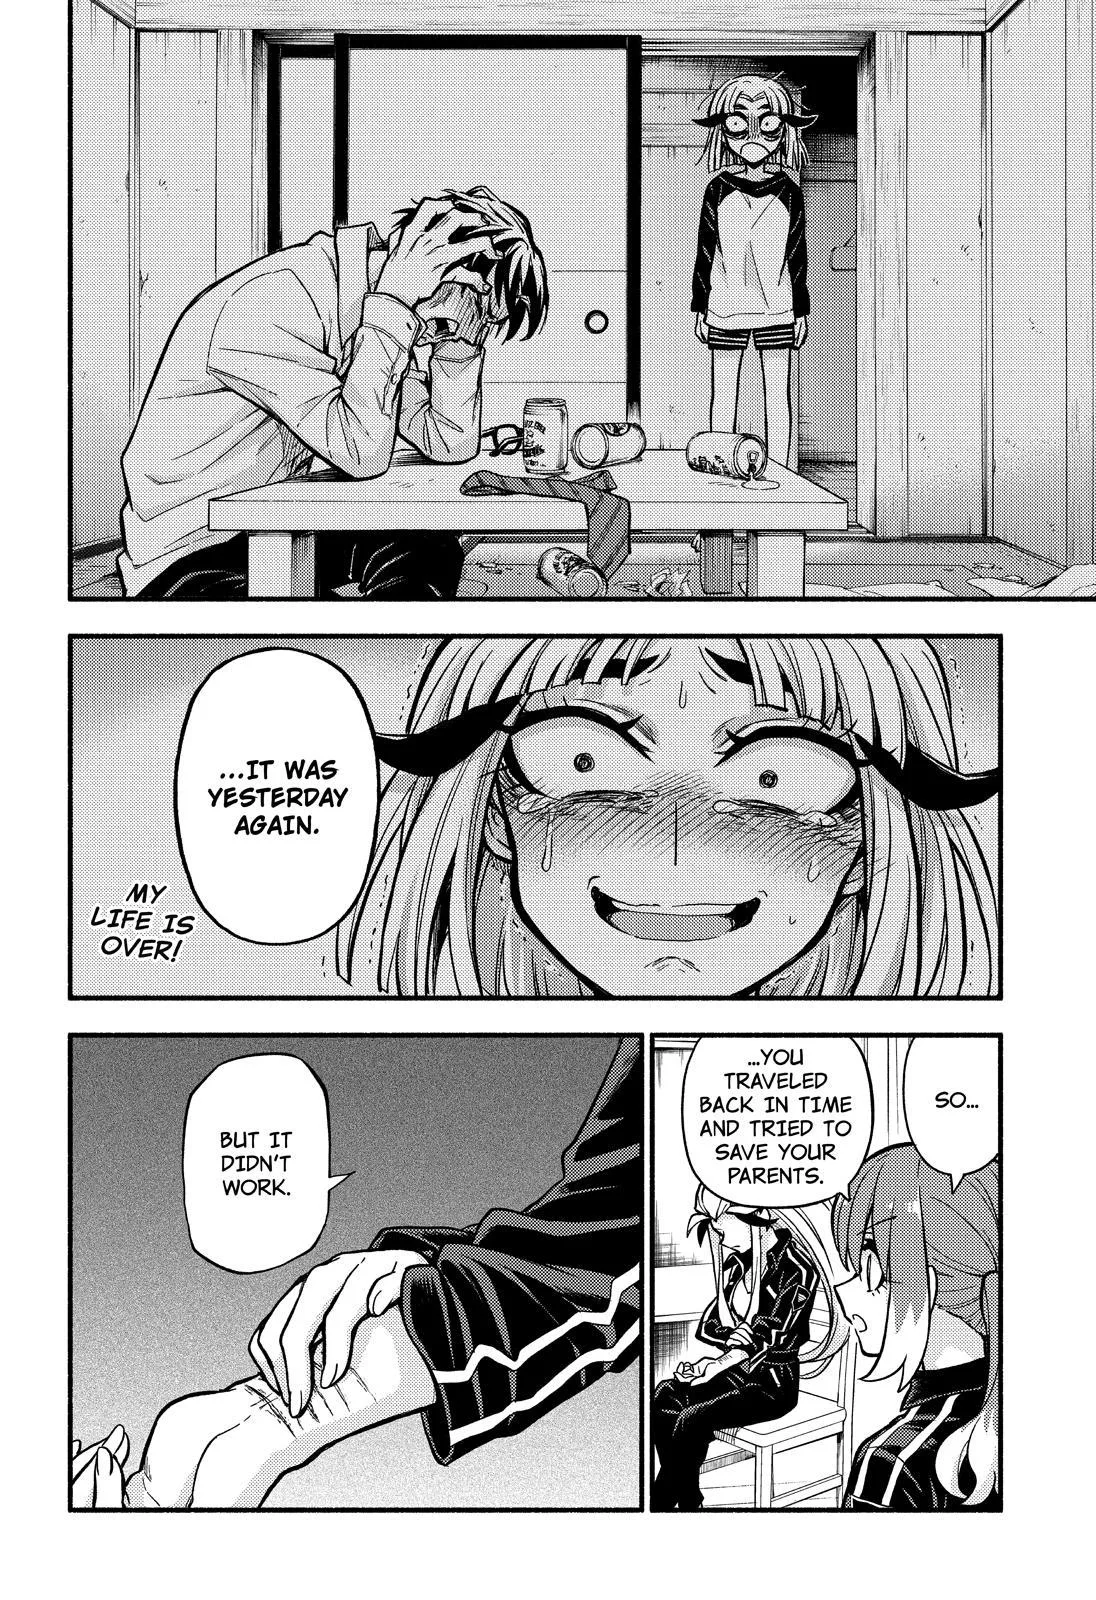 ...IT WAS
YESTERDAY
AGAIN.
MY
LIFE IS
OVER!
SO...
...YOU
TRAVELED
BACK IN TIME
AND TRIED TO
SAVE YOUR
PARENTS.
BUT IT
DIDN'T
WORK.